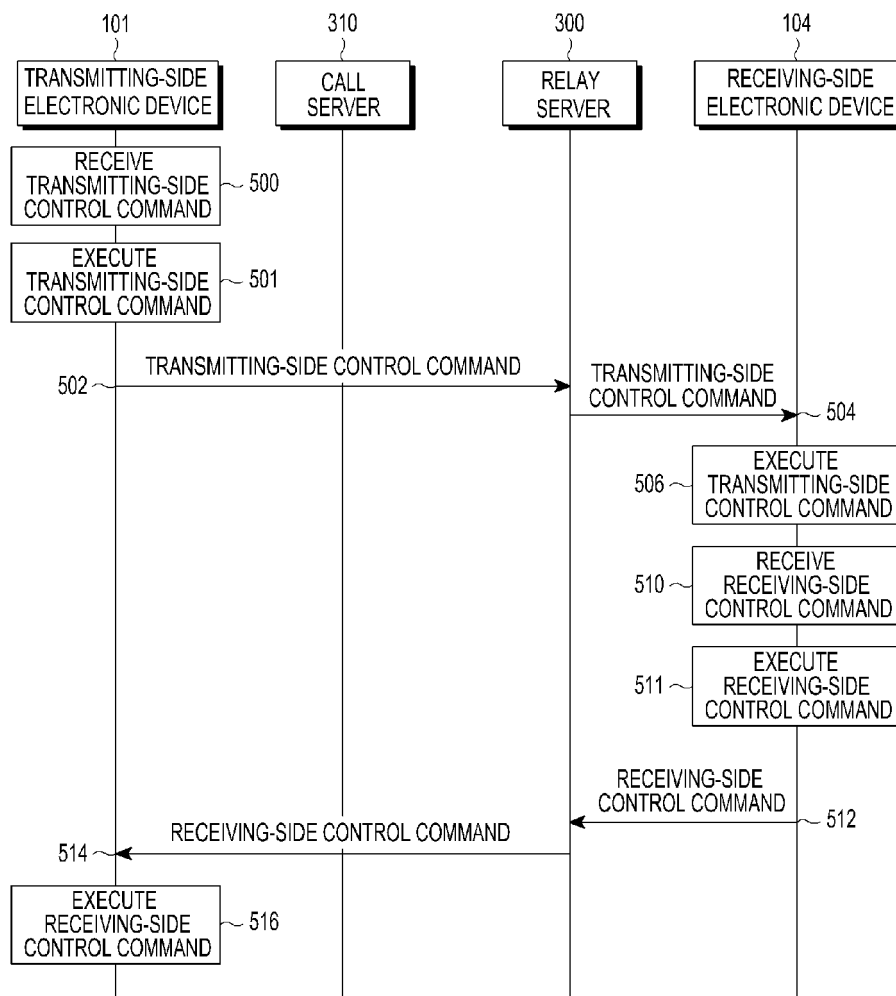 101
310
300
104
TRANSMITTING-SIDE
ELECTRONIC DEVICE
CALL
SERVER
RELAY
SERVER
RECEIVING-SIDE
ELECTRONIC DEVICE
RECEIVE
TRANSMITTING-SIDE
CONTROL COMMAND
500
EXECUTE
TRANSMITTING-SIDE
CONTROL COMMAND
501
TRANSMITTING-SIDE CONTROL COMMAND
502
TRANSMITTING-SIDE
CONTROL COMMAND
504
506
EXECUTE
TRANSMITTING-SIDE
CONTROL COMMAND
510
RECEIVE
RECEIVING-SIDE
CONTROL COMMAND
511
EXECUTE
RECEIVING-SIDE
CONTROL COMMAND
RECEIVING-SIDE
CONTROL COMMAND
512
RECEIVING-SIDE CONTROL COMMAND
514
EXECUTE
RECEIVING-SIDE
CONTROL COMMAND
516